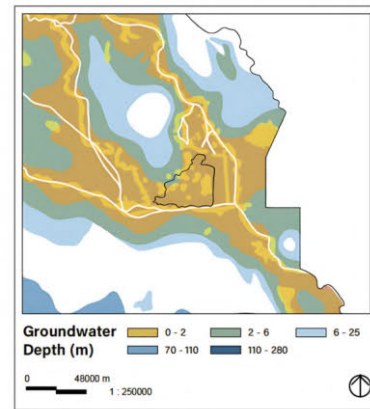 Groundwater 0 - 2 2 - 6 6 - 25
Depth (m) 70 - 110 110 - 280
0 48000 m
1 : 250000